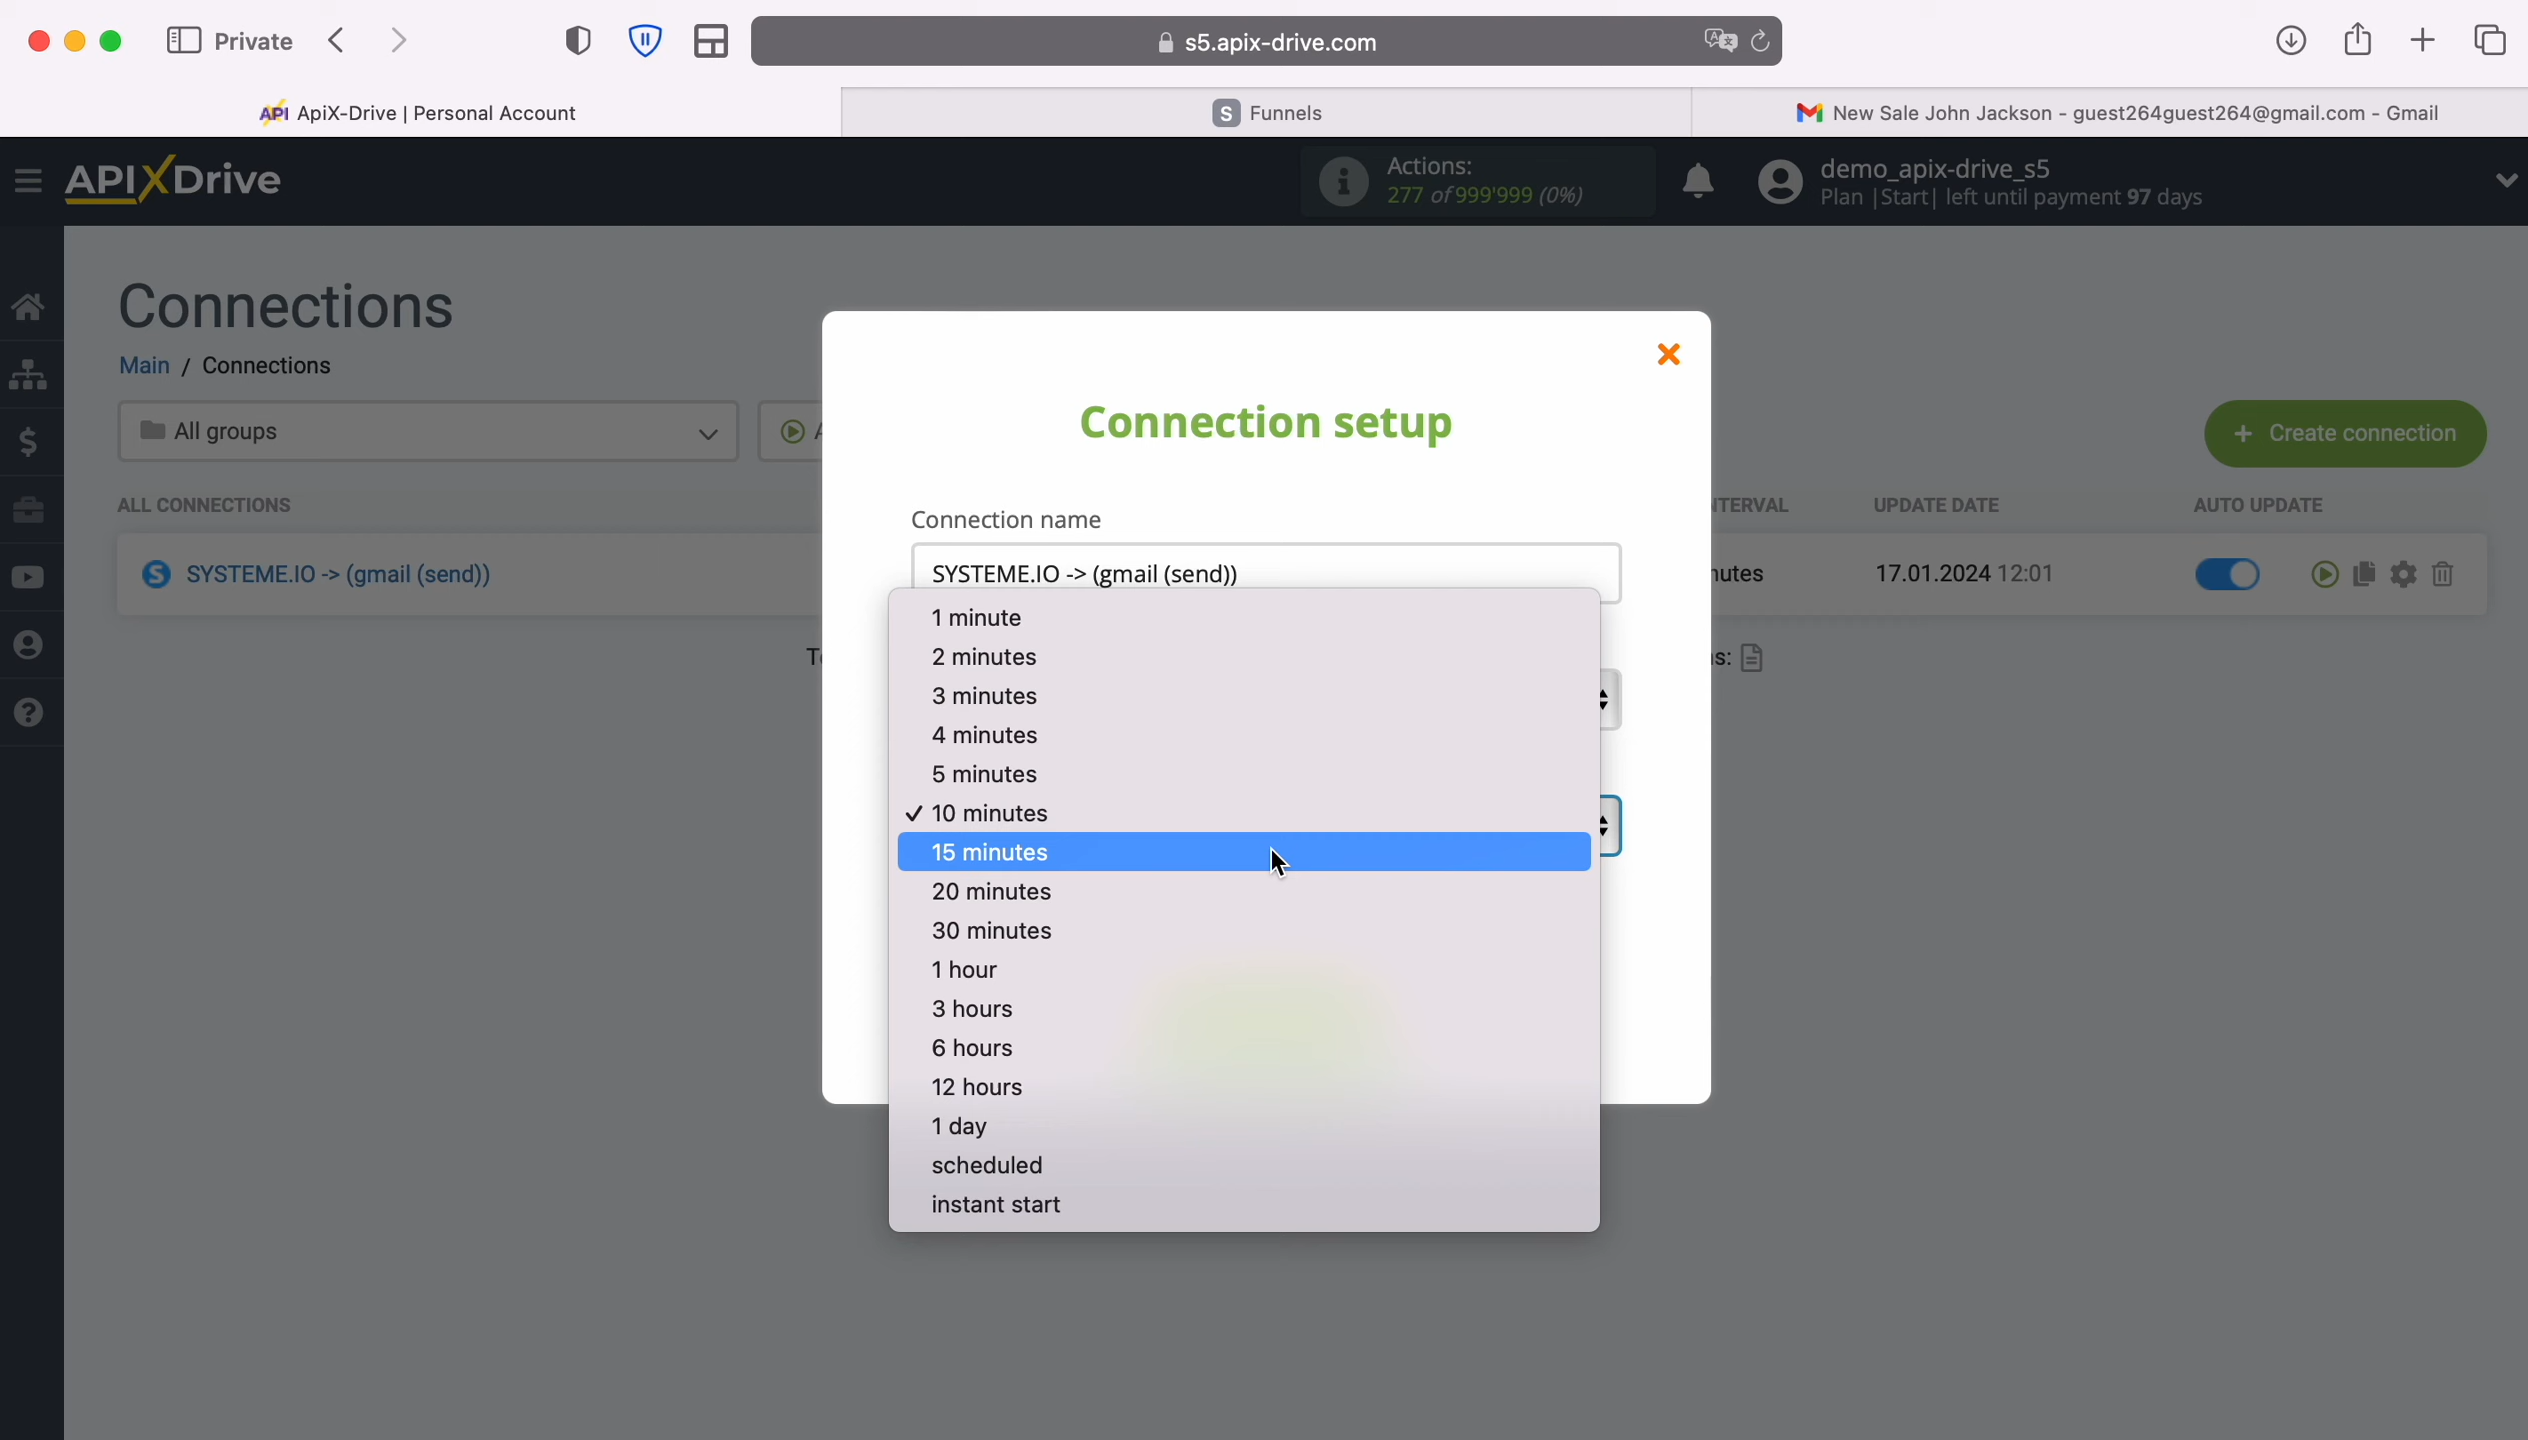 Private
s5.apix-drive.com
API ApiX-Drive | Personal Account
S Funnels
New Sale John Jackson - guest264guest264@gmail.com - Gmail
APIXDrive
Actions:
277 of 999'999 (0%)
demo_apix-drive_s5
Plan |Start| left until payment 97 days
Connections
Main / Connections
All groups
Create connection
Connection setup
ALL CONNECTIONS
UPDATE DATE
AUTO UPDATE
Connection name
SYSTEME.IO -> (gmail (send))
SYSTEME.IO -> (gmail (send))
17.01.2024 12:01
1 minute
2 minutes
3 minutes
4 minutes
5 minutes
✓ 10 minutes
15 minutes
20 minutes
30 minutes
1 hour
3 hours
6 hours
12 hours
1 day
scheduled
instant start